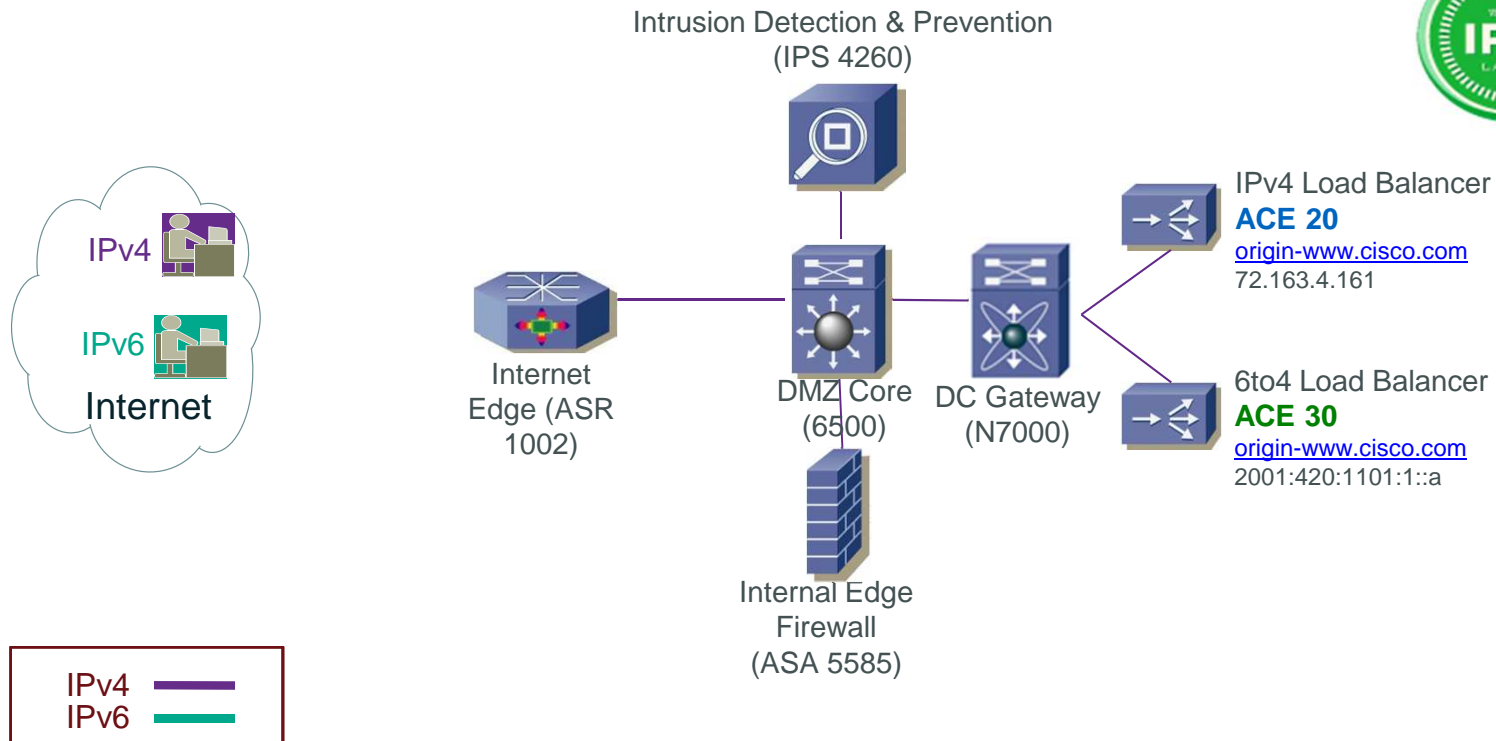 Intrusion Detection & Prevention
(IPS 4260)
IPv4
IPv6
Internet
Internet
Edge (ASR
1002)
DMZ Core
(6500)
DC Gateway
(N7000)
IPv4 Load Balancer
ACE 20
origin-www.cisco.com
72.163.4.161
6to4 Load Balancer
ACE 30
origin-www.cisco.com
2001:420:1101:1::a
Internal Edge
Firewall
(ASA 5585)
IPv4
IPv6